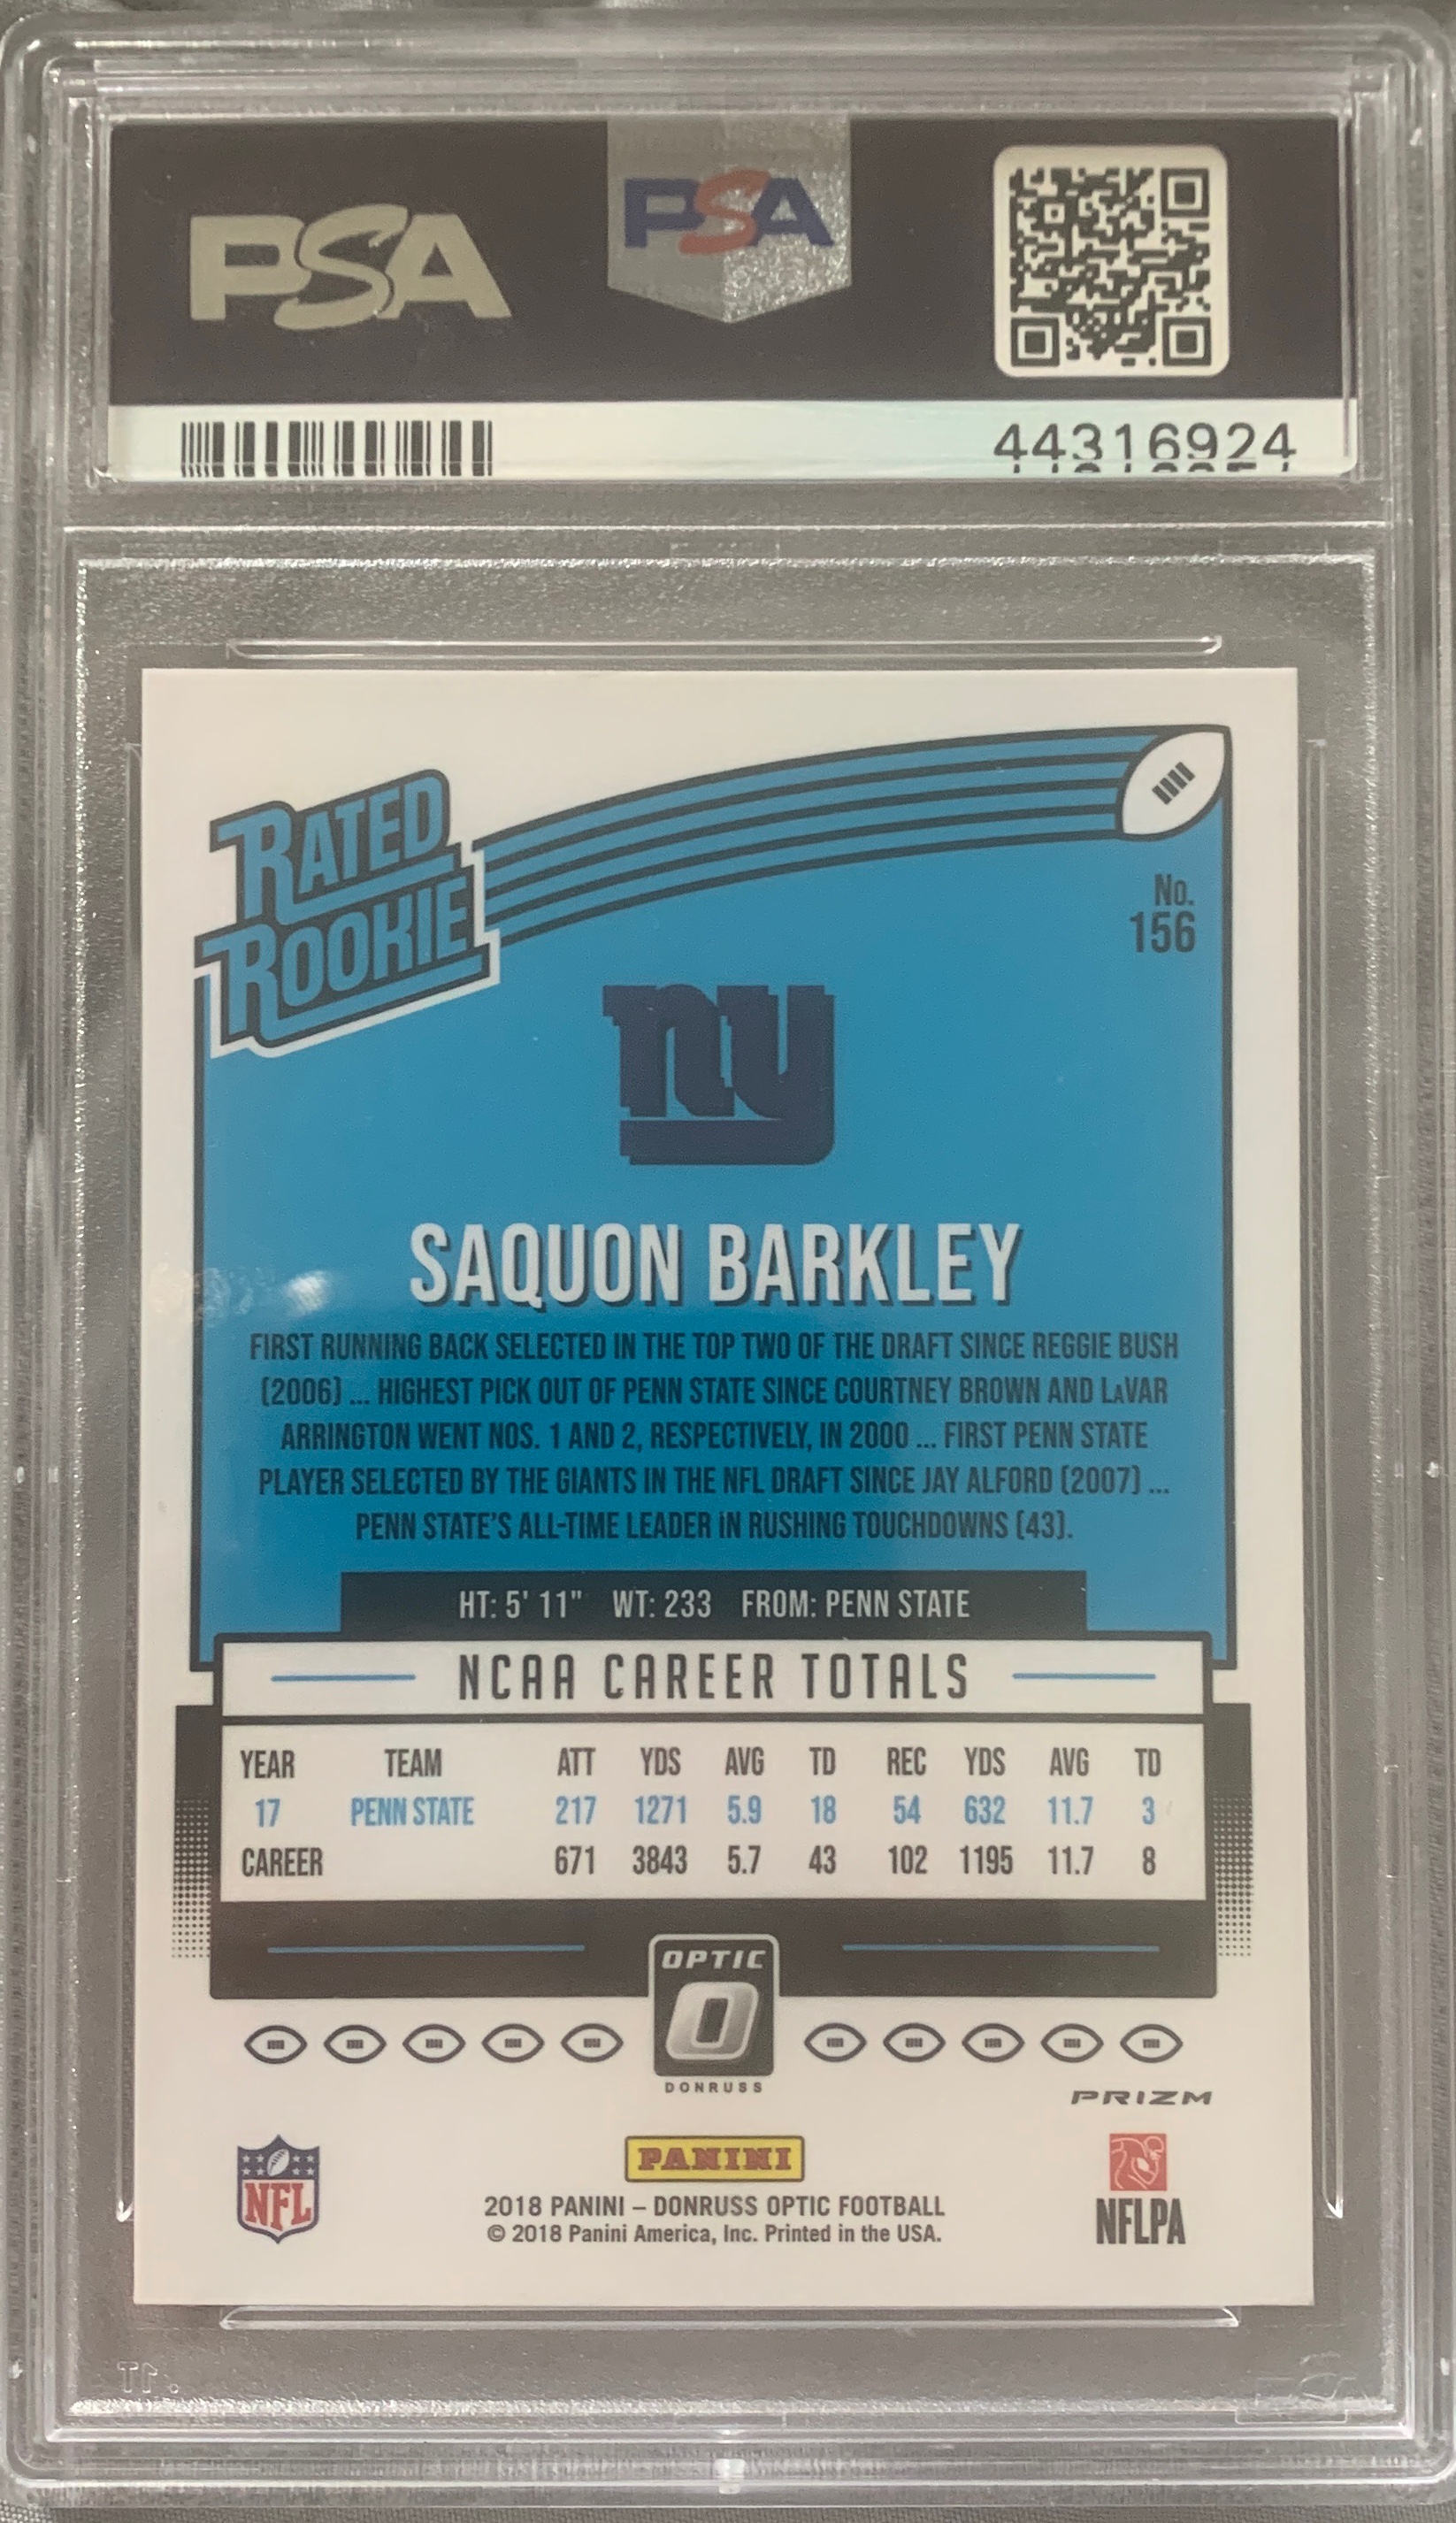 PSA
PSA
44316924
RATED
ROOKIE
No.
156
ny
SAQUON BARKLEY
FIRST RUNNING BACK SELECTED IN THE TOP TWO OF THE DRAFT SINCE REGGIE BUSH
(2006) ... HIGHEST PICK OUT OF PENN STATE SINCE COURTNEY BROWN AND LaVAR
ARRINGTON WENT NOS. 1 AND 2, RESPECTIVELY, IN 2000 ... FIRST PENN STATE
PLAYER SELECTED BY THE GIANTS IN THE NFL DRAFT SINCE JAY ALFORD (2007) ...
PENN STATE'S ALL-TIME LEADER IN RUSHING TOUCHDOWNS (43).
HT: 5' 11" WT: 233 FROM: PENN STATE
NCAA CAREER TOTALS
YEAR TEAM ATT YDS AVG TD REC YDS AVG TD
17 PENN STATE 217 1271 5.9 18 54 632 11.7 3
CAREER 671 3843 5.7 43 102 1195 11.7 8
OPTIC
O
DONRUSS
PRIZM
NFL
PANINI
2018 PANINI – DONRUSS OPTIC FOOTBALL
© 2018 Panini America, Inc. Printed in the USA.
NFLPA